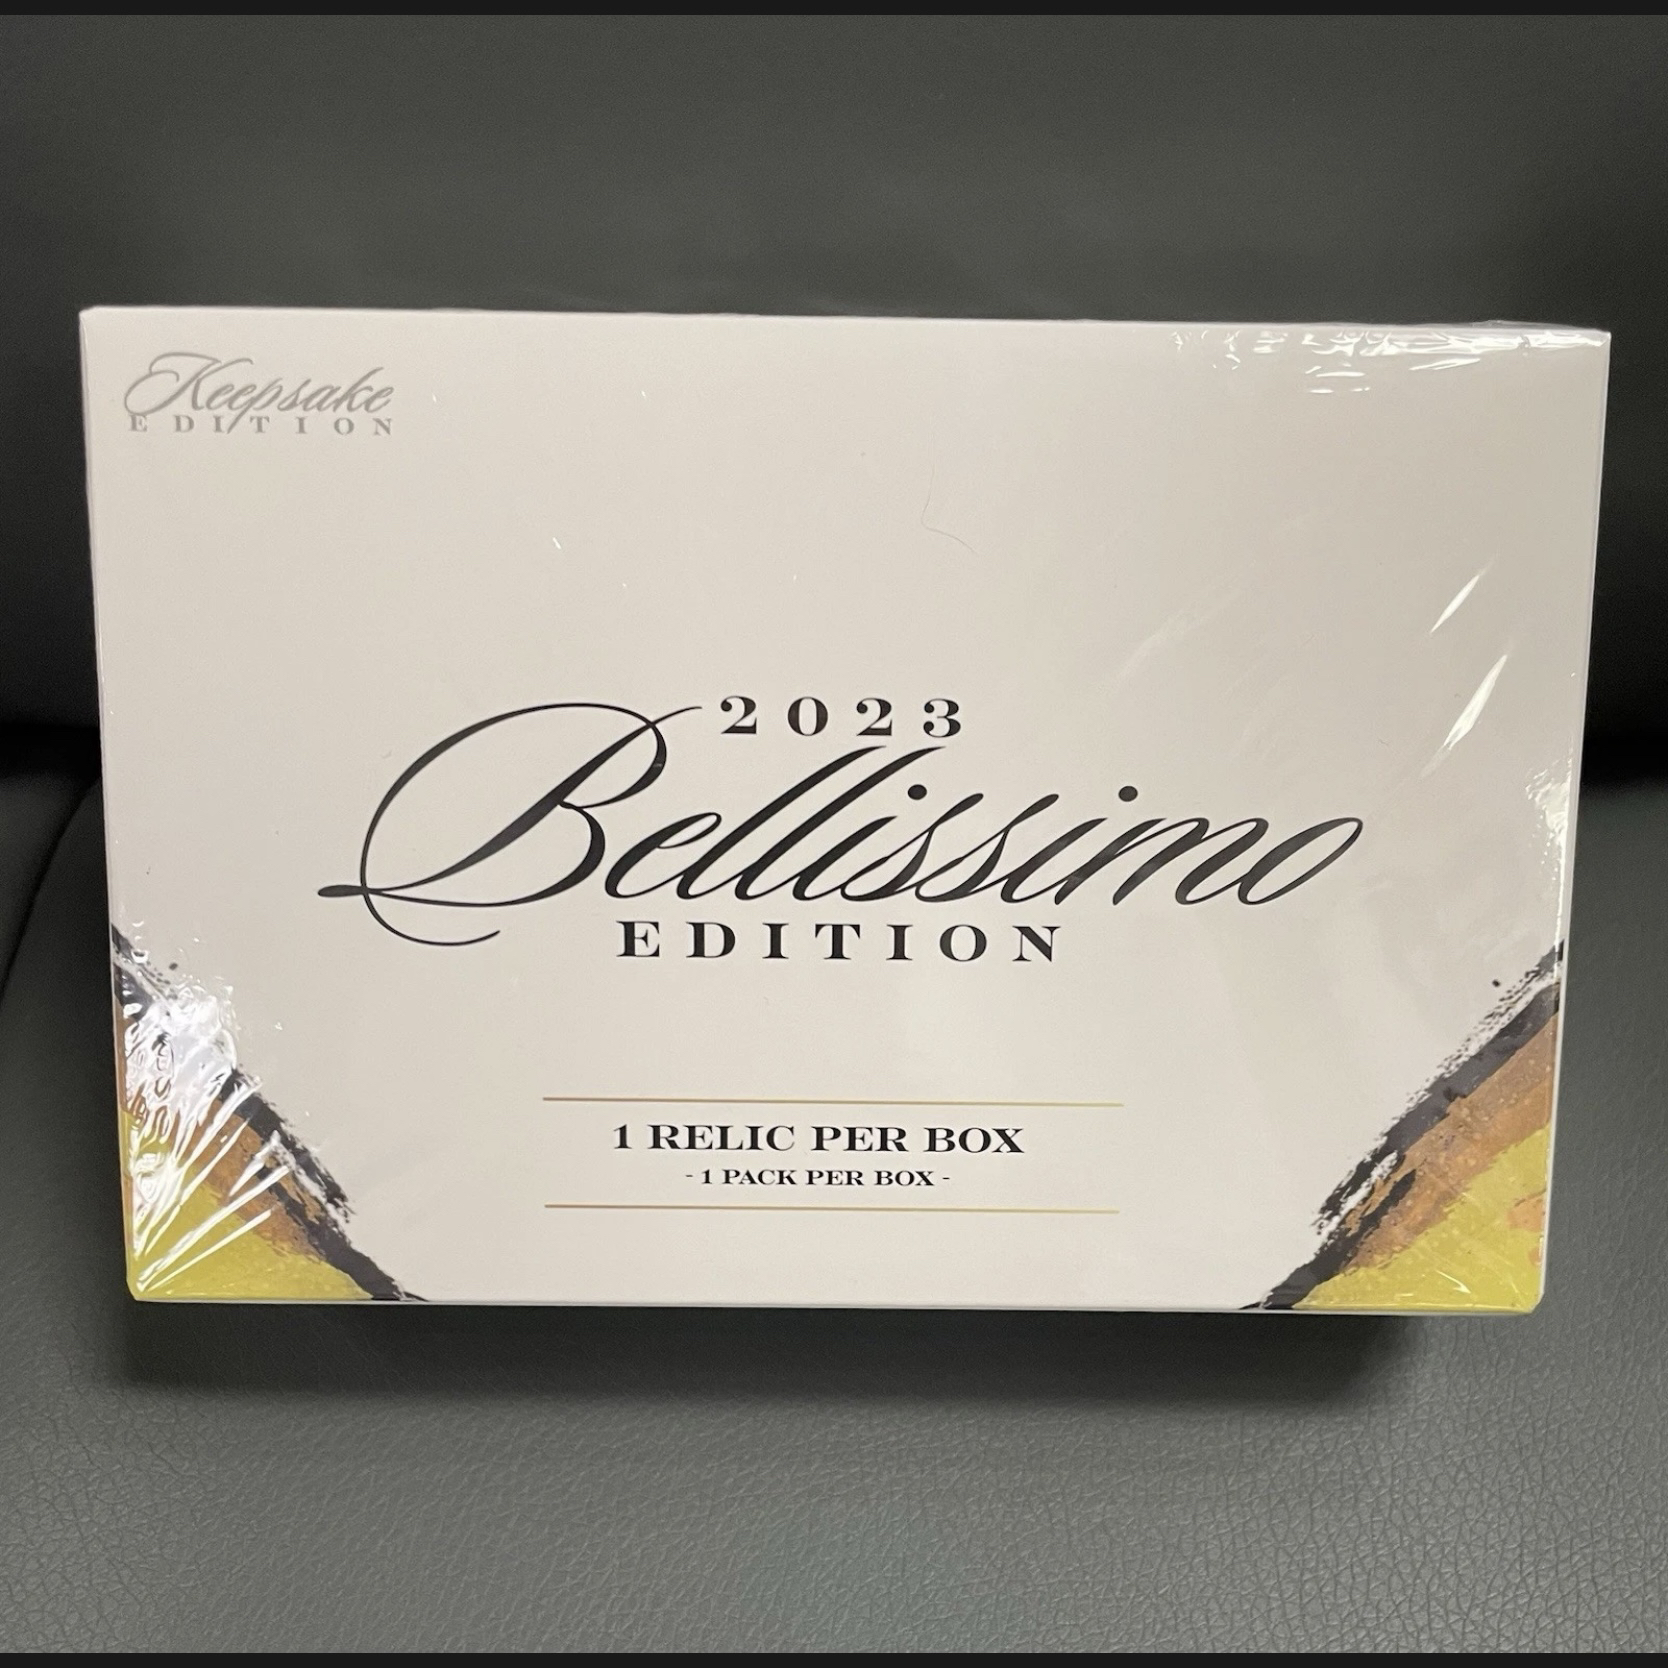 Keepsake
EDITION
2023
Bellissimo
EDITION
1 RELIC PER BOX
- 1 PACK PER BOX -